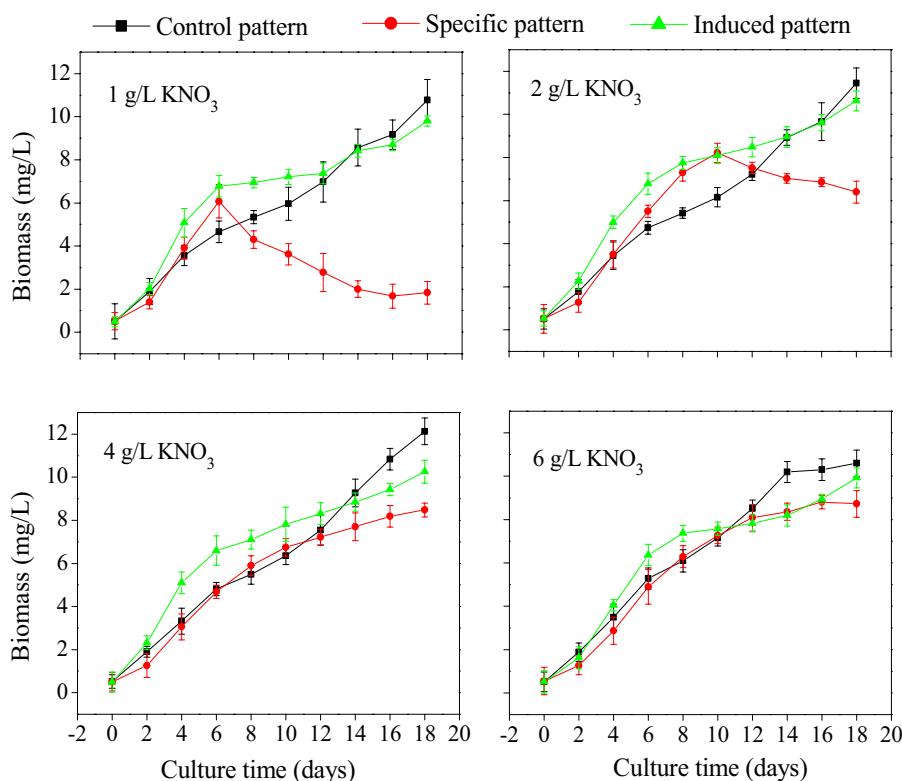 Control pattern Specific pattern Induced pattern
1 g/L KNO₃
2 g/L KNO₃
Biomass (mg/L)
12
10
8
6
4
2
0
4 g/L KNO₃
6 g/L KNO₃
Biomass (mg/L)
12
10
8
6
4
2
0
-2 0 2 4 6 8 10 12 14 16 18 20
-2 0 2 4 6 8 10 12 14 16 18 20
Culture time (days)
Culture time (days)